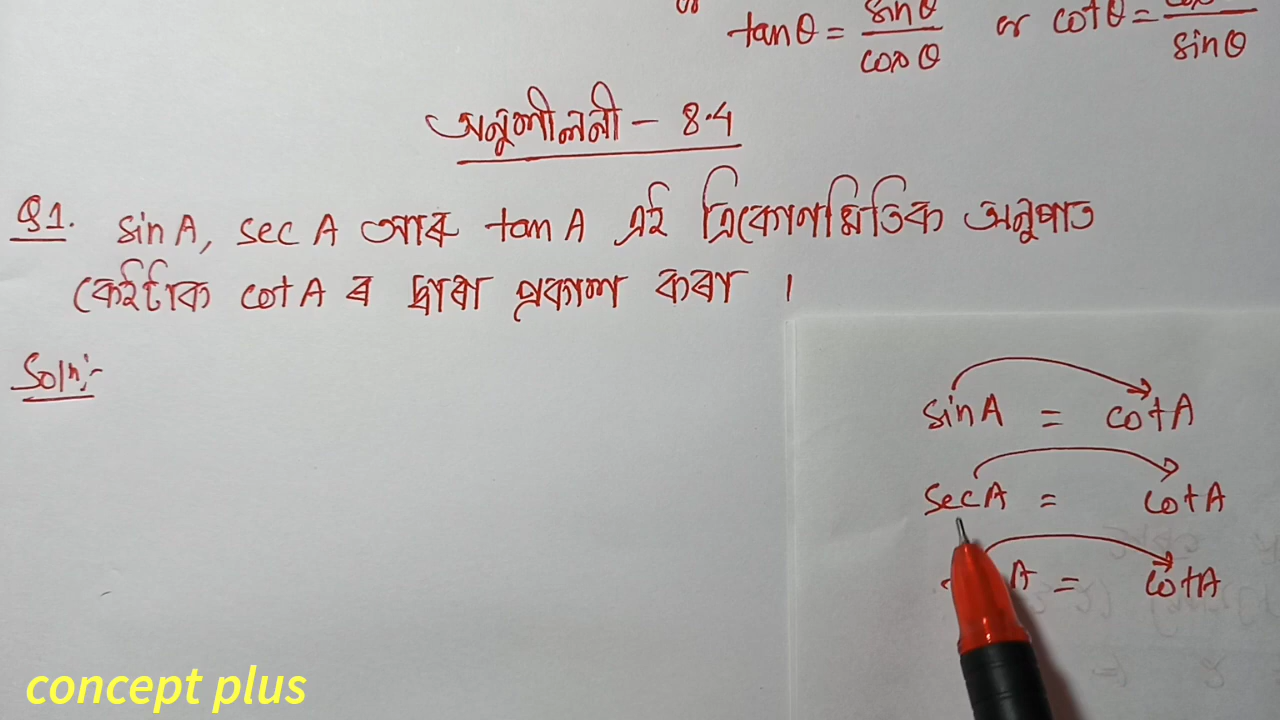 or
tanθ = sinθ/cosθ or cotθ = /sinθ
অনুশীলনী – 8.4
Q1. sin A, sec A আৰু tan A এই ত্ৰিকোণমিতিক অনুপাত
কেইটাক cot A ৰ দ্বাৰা প্ৰকাশ কৰা ।
Soln:-
sinA = cotA
secA = cotA
A = cotA
concept plus